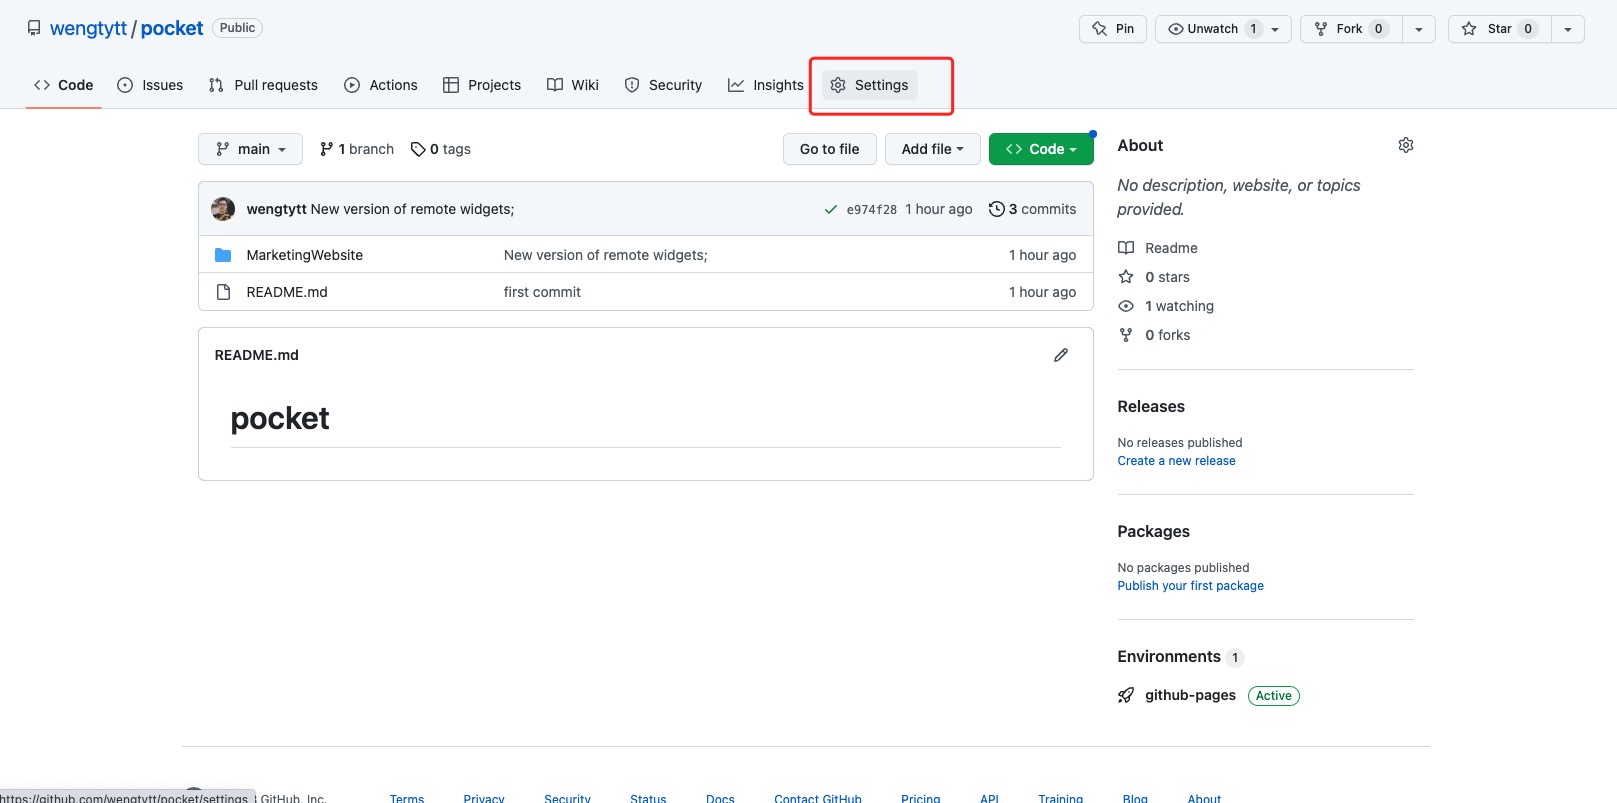 wengtytt / pocket Public Pin Unwatch 1 Fork 0 Star 0
Code Issues Pull requests Actions Projects Wiki Security Insights Settings
main 1 branch 0 tags Go to file Add file Code
wengtytt New version of remote widgets; e974f28 1 hour ago 3 commits
MarketingWebsite New version of remote widgets; 1 hour ago
README.md first commit 1 hour ago
README.md
pocket
About
No description, website, or topics
provided.
Readme
0 stars
1 watching
0 forks
Releases
No releases published
Create a new release
Packages
No packages published
Publish your first package
Environments 1
github-pages Active
https://github.com/wengtytt/pocket/settings GitHub, Inc. Terms Privacy Security Status Docs Contact GitHub Pricing API Training Blog About